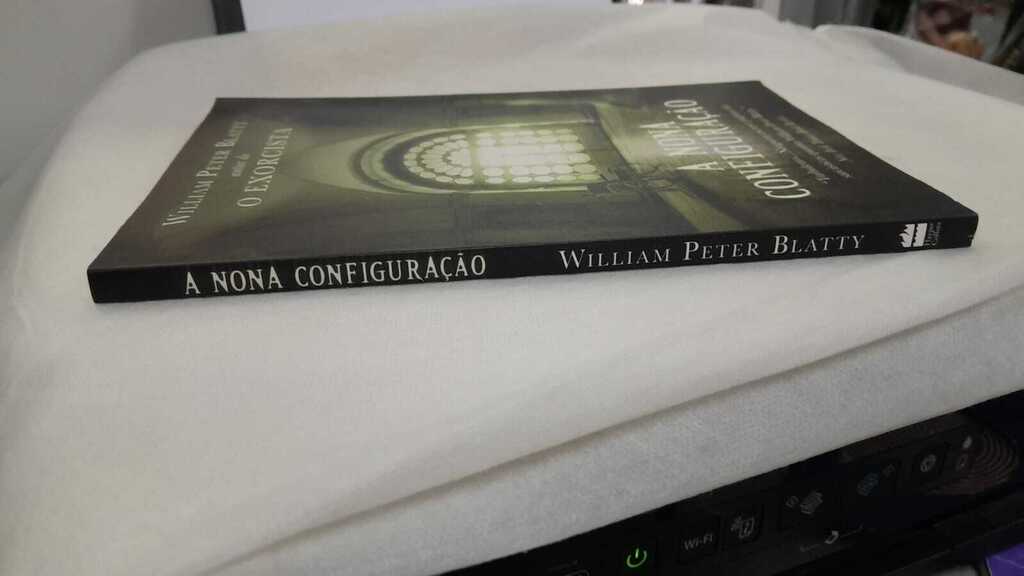 WILLIAM PETER BLATTY
autor de
O EXORCISTA
A NONA
CONFIGURAÇÃO
A NONA CONFIGURAÇÃO
WILLIAM PETER BLATTY
Wi-Fi